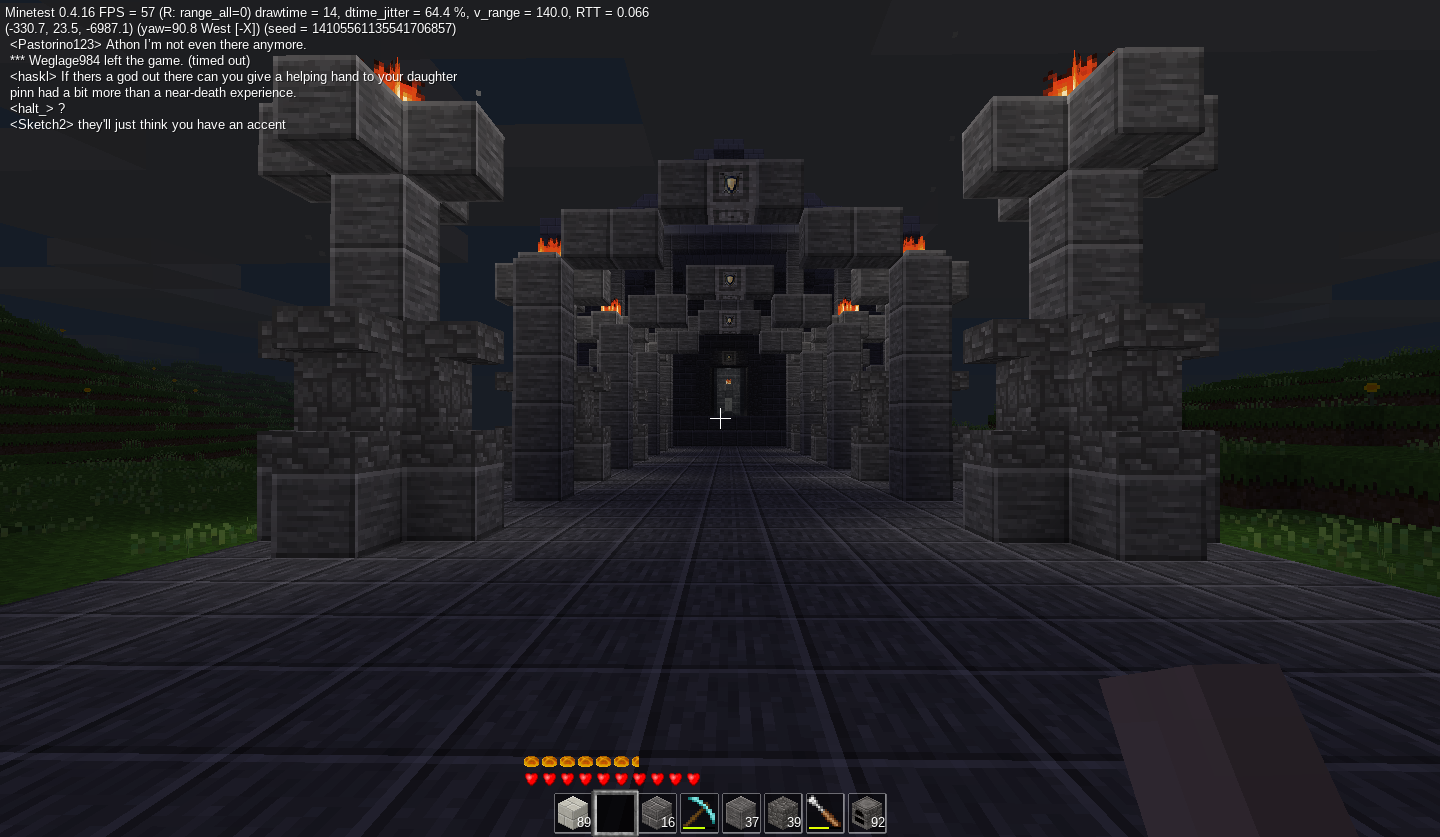 Minetest 0.4.16 FPS = 57 (R: range_all=0) drawtime = 14, dtime_jitter = 64.4 %, v_range = 140.0, RTT = 0.066
(-330.7, 23.5, -6987.1) (yaw=90.8 West [-X]) (seed = 14105561135541706857)
<Pastorino123> Athon I'm not even there anymore.
*** Weglage984 left the game. (timed out)
<haskl> If thers a god out there can you give a helping hand to your daughter
pinn had a bit more than a near-death experience.
<halt_> ?
<Sketch2> they'll just think you have an accent
89 16 37 39 92